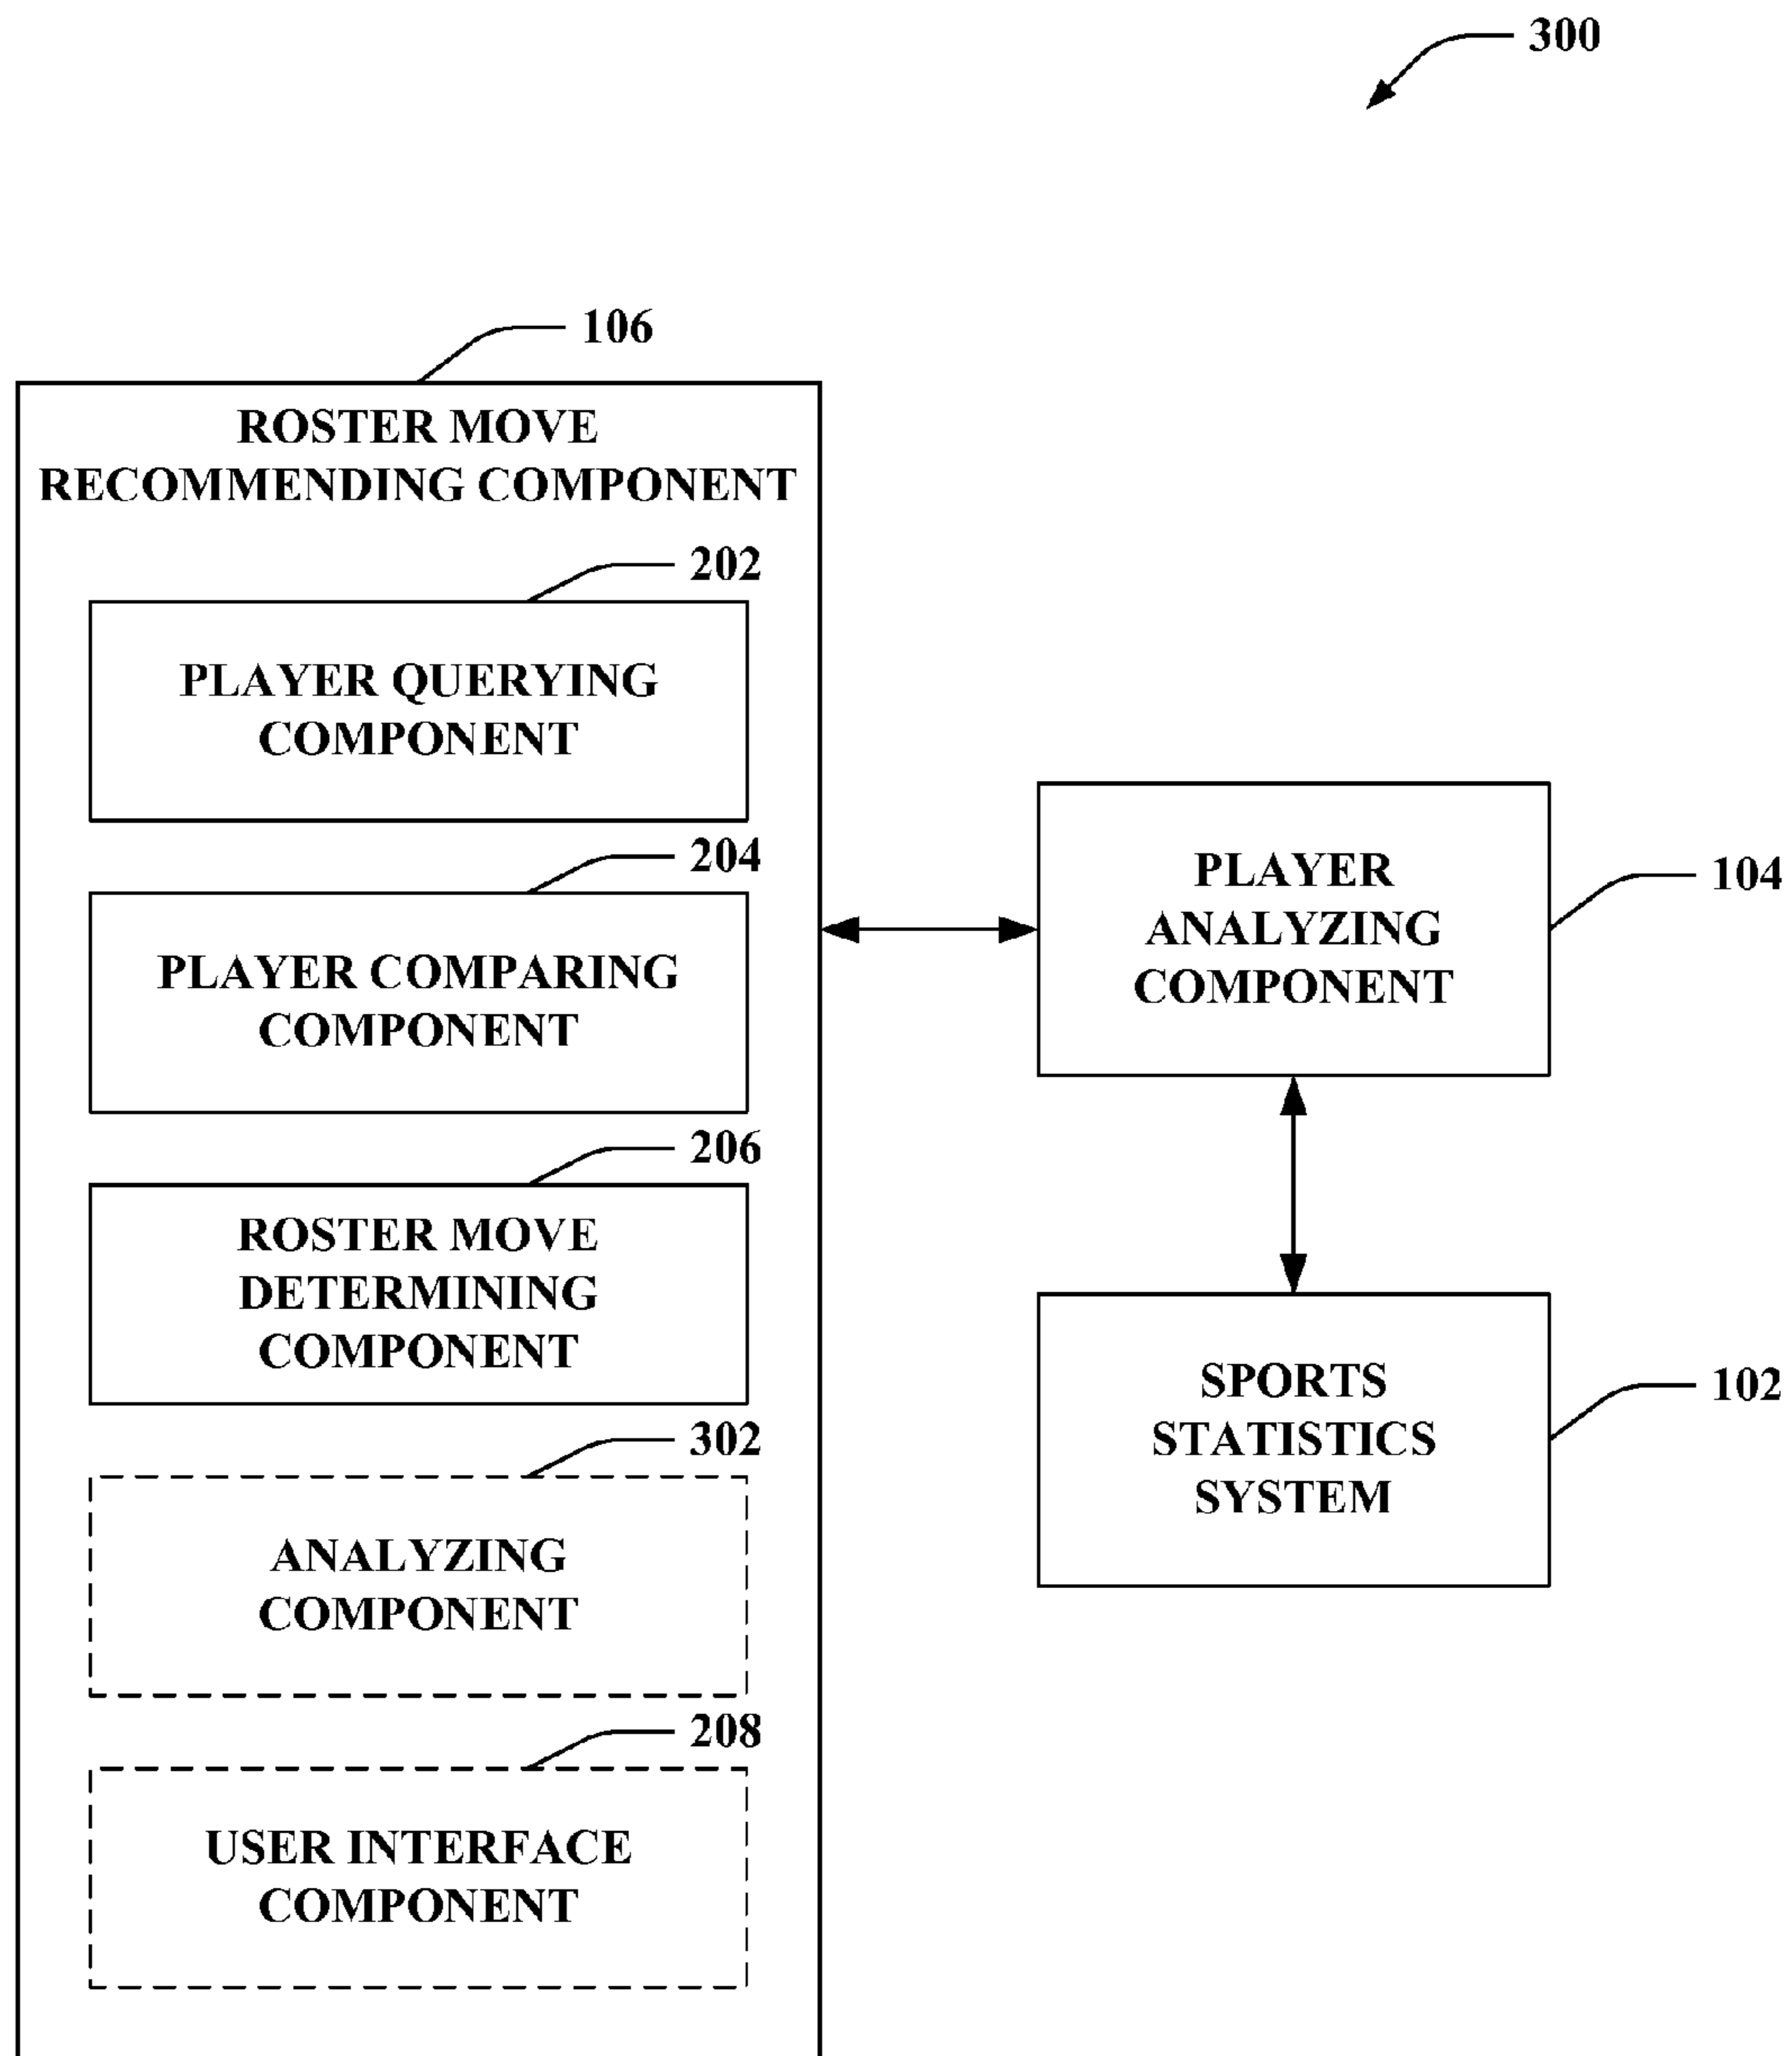 300
106
ROSTER MOVE
RECOMMENDING COMPONENT
202
PLAYER QUERYING
COMPONENT
204
PLAYER COMPARING
COMPONENT
206
ROSTER MOVE
DETERMINING
COMPONENT
302
ANALYZING
COMPONENT
208
USER INTERFACE
COMPONENT
PLAYER
ANALYZING
COMPONENT
104
SPORTS
STATISTICS
SYSTEM
102